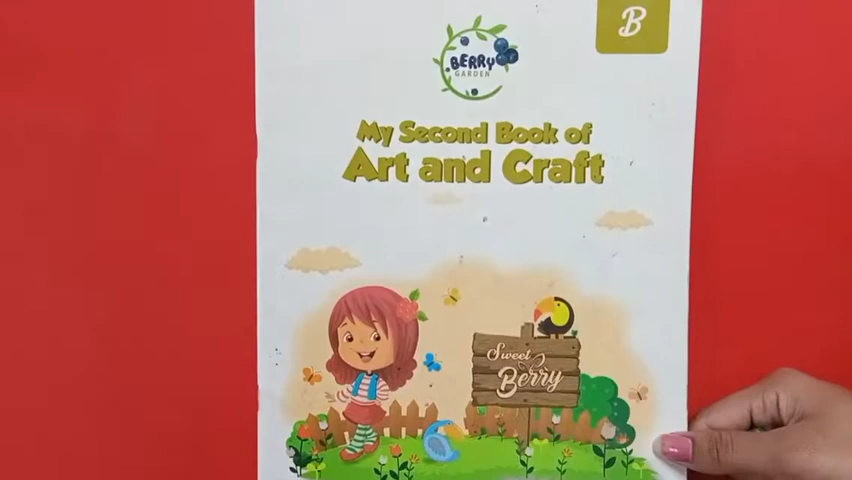 B
BERRY
GARDEN
My Second Book of
Art and Craft
Sweet
Berry